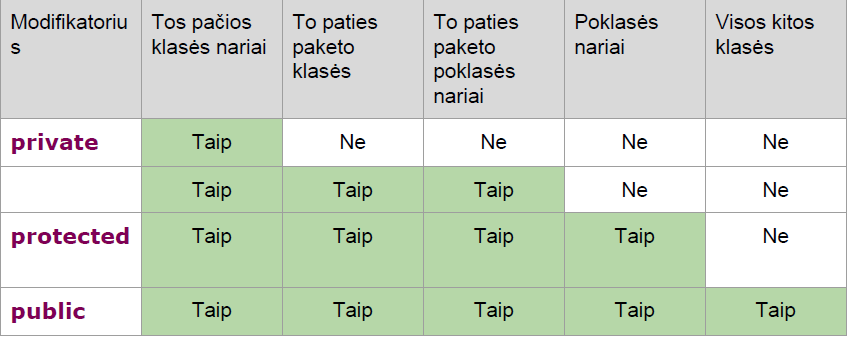 Modifikatoriu
s
Tos pačios
klasės nariai
To paties
paketo
klasės
To paties
paketo
poklasės
nariai
Poklasės
nariai
Visos kitos
klasės
private
Taip
Ne
Ne
Ne
Ne
Taip
Taip
Taip
Ne
Ne
protected
Taip
Taip
Taip
Taip
Ne
public
Taip
Taip
Taip
Taip
Taip